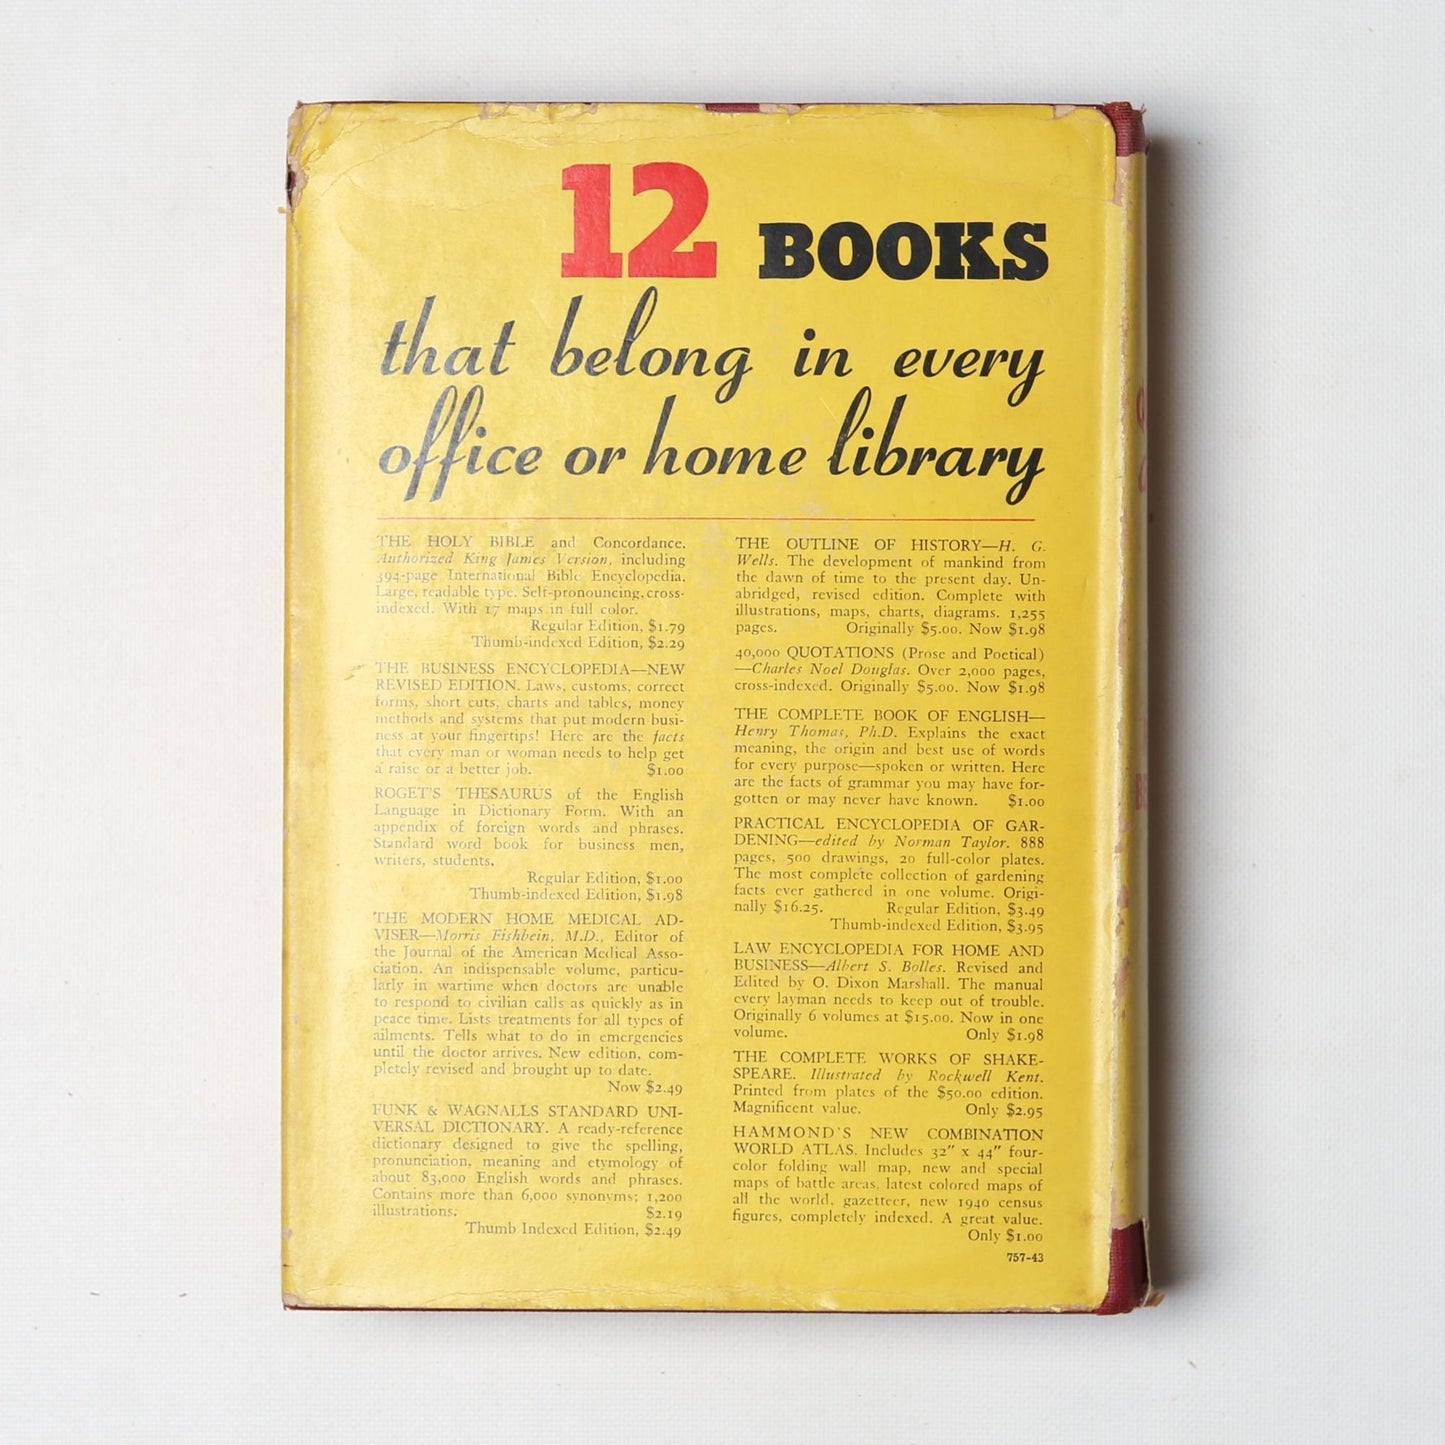 12 BOOKS
that belong in every
office or home library
THE HOLY BIBLE and Concordance.
Authorized King James Version, including
394-page International Bible Encyclopedia.
Large, readable type. Self-pronouncing, cross-
indexed. With 17 maps in full color.
Regular Edition, $1.79
Thumb-indexed Edition, $2.29
THE BUSINESS ENCYCLOPEDIA—NEW
REVISED EDITION. Laws, customs, correct
forms, short cuts, charts and tables, money
methods and systems that put modern busi-
ness at your fingertips! Here are the facts
that every man or woman needs to help get
a raise or a better job. $1.00
ROGET'S THESAURUS of the English
Language in Dictionary Form. With an
appendix of foreign words and phrases.
Standard word book for business men,
writers, students.
Regular Edition, $1.00
Thumb-indexed Edition, $1.98
THE MODERN HOME MEDICAL AD-
VISER—Morris Fishbein, M.D., Editor of
the Journal of the American Medical Asso-
ciation. An indispensable volume, particu-
larly in wartime when doctors are unable
to respond to civilian calls as quickly as in
peace time. Lists treatments for all types of
ailments. Tells what to do in emergencies
until the doctor arrives. New edition, com-
pletely revised and brought up to date.
Now $2.49
FUNK & WAGNALLS STANDARD UNI-
VERSAL DICTIONARY. A ready-reference
dictionary designed to give the spelling,
pronunciation, meaning and etymology of
about 83,000 English words and phrases.
Contains more than 6,000 synonyms; 1,200
illustrations. $2.19
Thumb Indexed Edition, $2.49
THE OUTLINE OF HISTORY—H. G.
Wells. The development of mankind from
the dawn of time to the present day. Un-
abridged, revised edition. Complete with
illustrations, maps, charts, diagrams. 1,255
pages. Originally $5.00. Now $1.98
40,000 QUOTATIONS (Prose and Poetical)
—Charles Noel Douglas. Over 2,000 pages,
cross-indexed. Originally $5.00. Now $1.98
THE COMPLETE BOOK OF ENGLISH—
Henry Thomas, Ph.D. Explains the exact
meaning, the origin and best use of words
for every purpose—spoken or written. Here
are the facts of grammar you may have for-
gotten or may never have known. $1.00
PRACTICAL ENCYCLOPEDIA OF GAR-
DENING—edited by Norman Taylor. 888
pages, 500 drawings, 20 full-color plates.
The most complete collection of gardening
facts ever gathered in one volume. Origi-
nally $16.25. Regular Edition, $3.49
Thumb-indexed Edition, $3.95
LAW ENCYCLOPEDIA FOR HOME AND
BUSINESS—Albert S. Bolles. Revised and
Edited by O. Dixon Marshall. The manual
every layman needs to keep out of trouble.
Originally 6 volumes at $15.00. Now in one
volume. Only $1.98
THE COMPLETE WORKS OF SHAKE-
SPEARE. Illustrated by Rockwell Kent.
Printed from plates of the $50.00 edition.
Magnificent value. Only $2.95
HAMMOND'S NEW COMBINATION
WORLD ATLAS. Includes 32" x 44" four-
color folding wall map, new and special
maps of battle areas, latest colored maps of
all the world, gazetteer, new 1940 census
figures, completely indexed. A great value.
Only $1.00
757-43